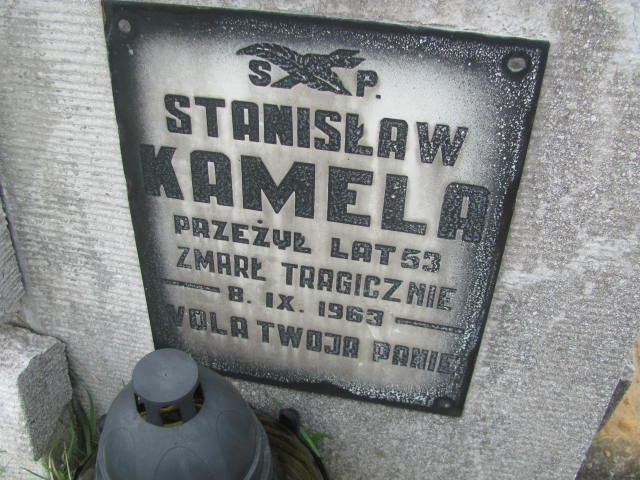 S P.
STANISŁAW
KAMELA
PRZEŻYŁ LAT 53
ZMARŁ TRAGICZNIE
8. IX. 1963
WOLA TWOJA PANIE